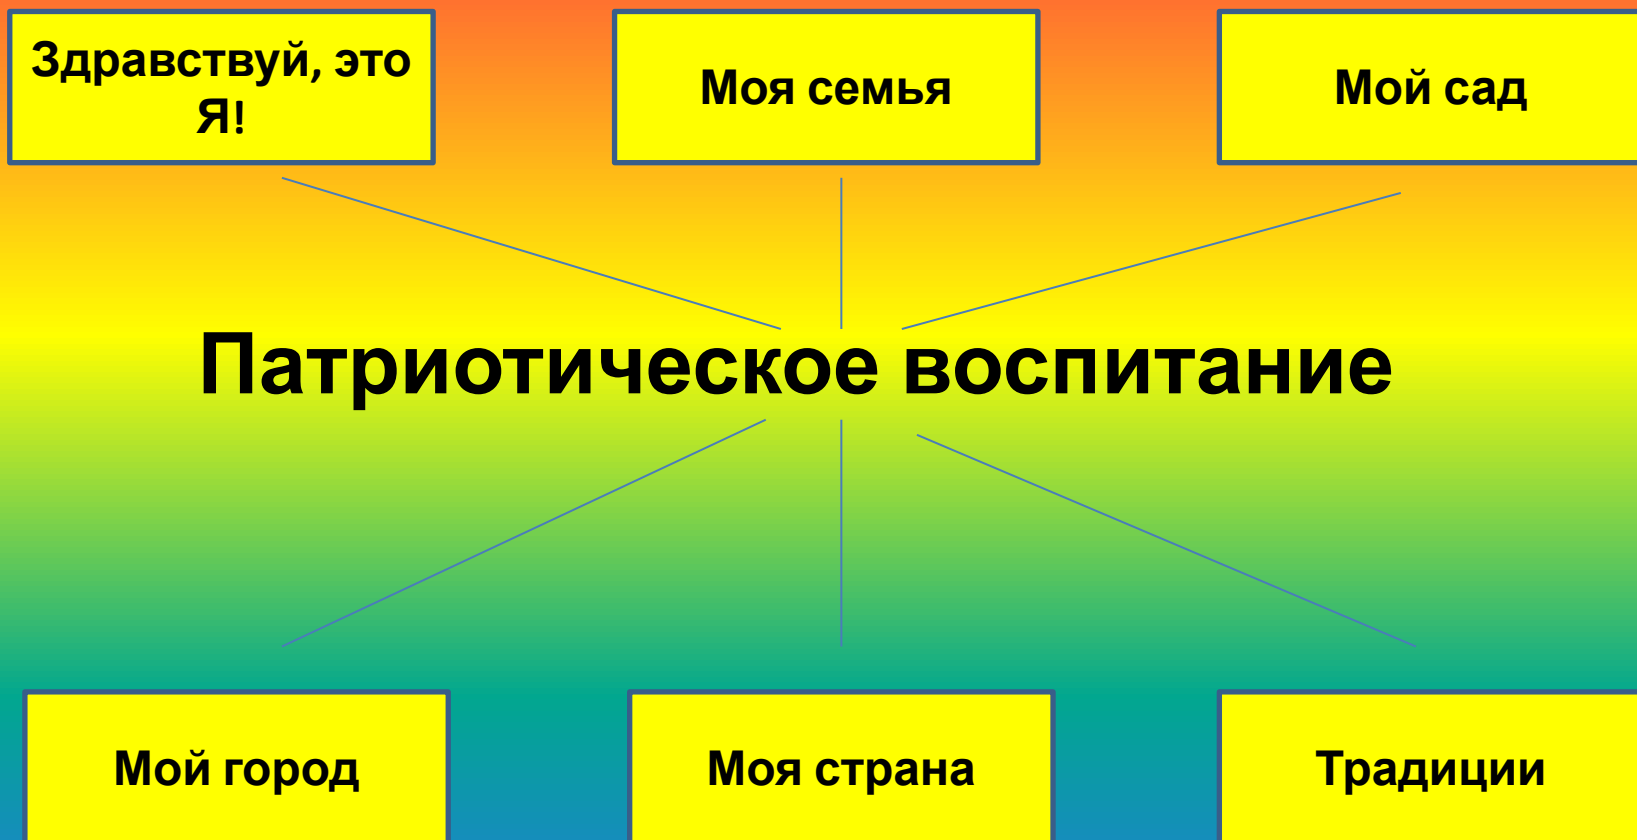 Здравствуй, это
Я!
Моя семья
Мой сад
Патриотическое воспитание
Мой город
Моя страна
Традиции